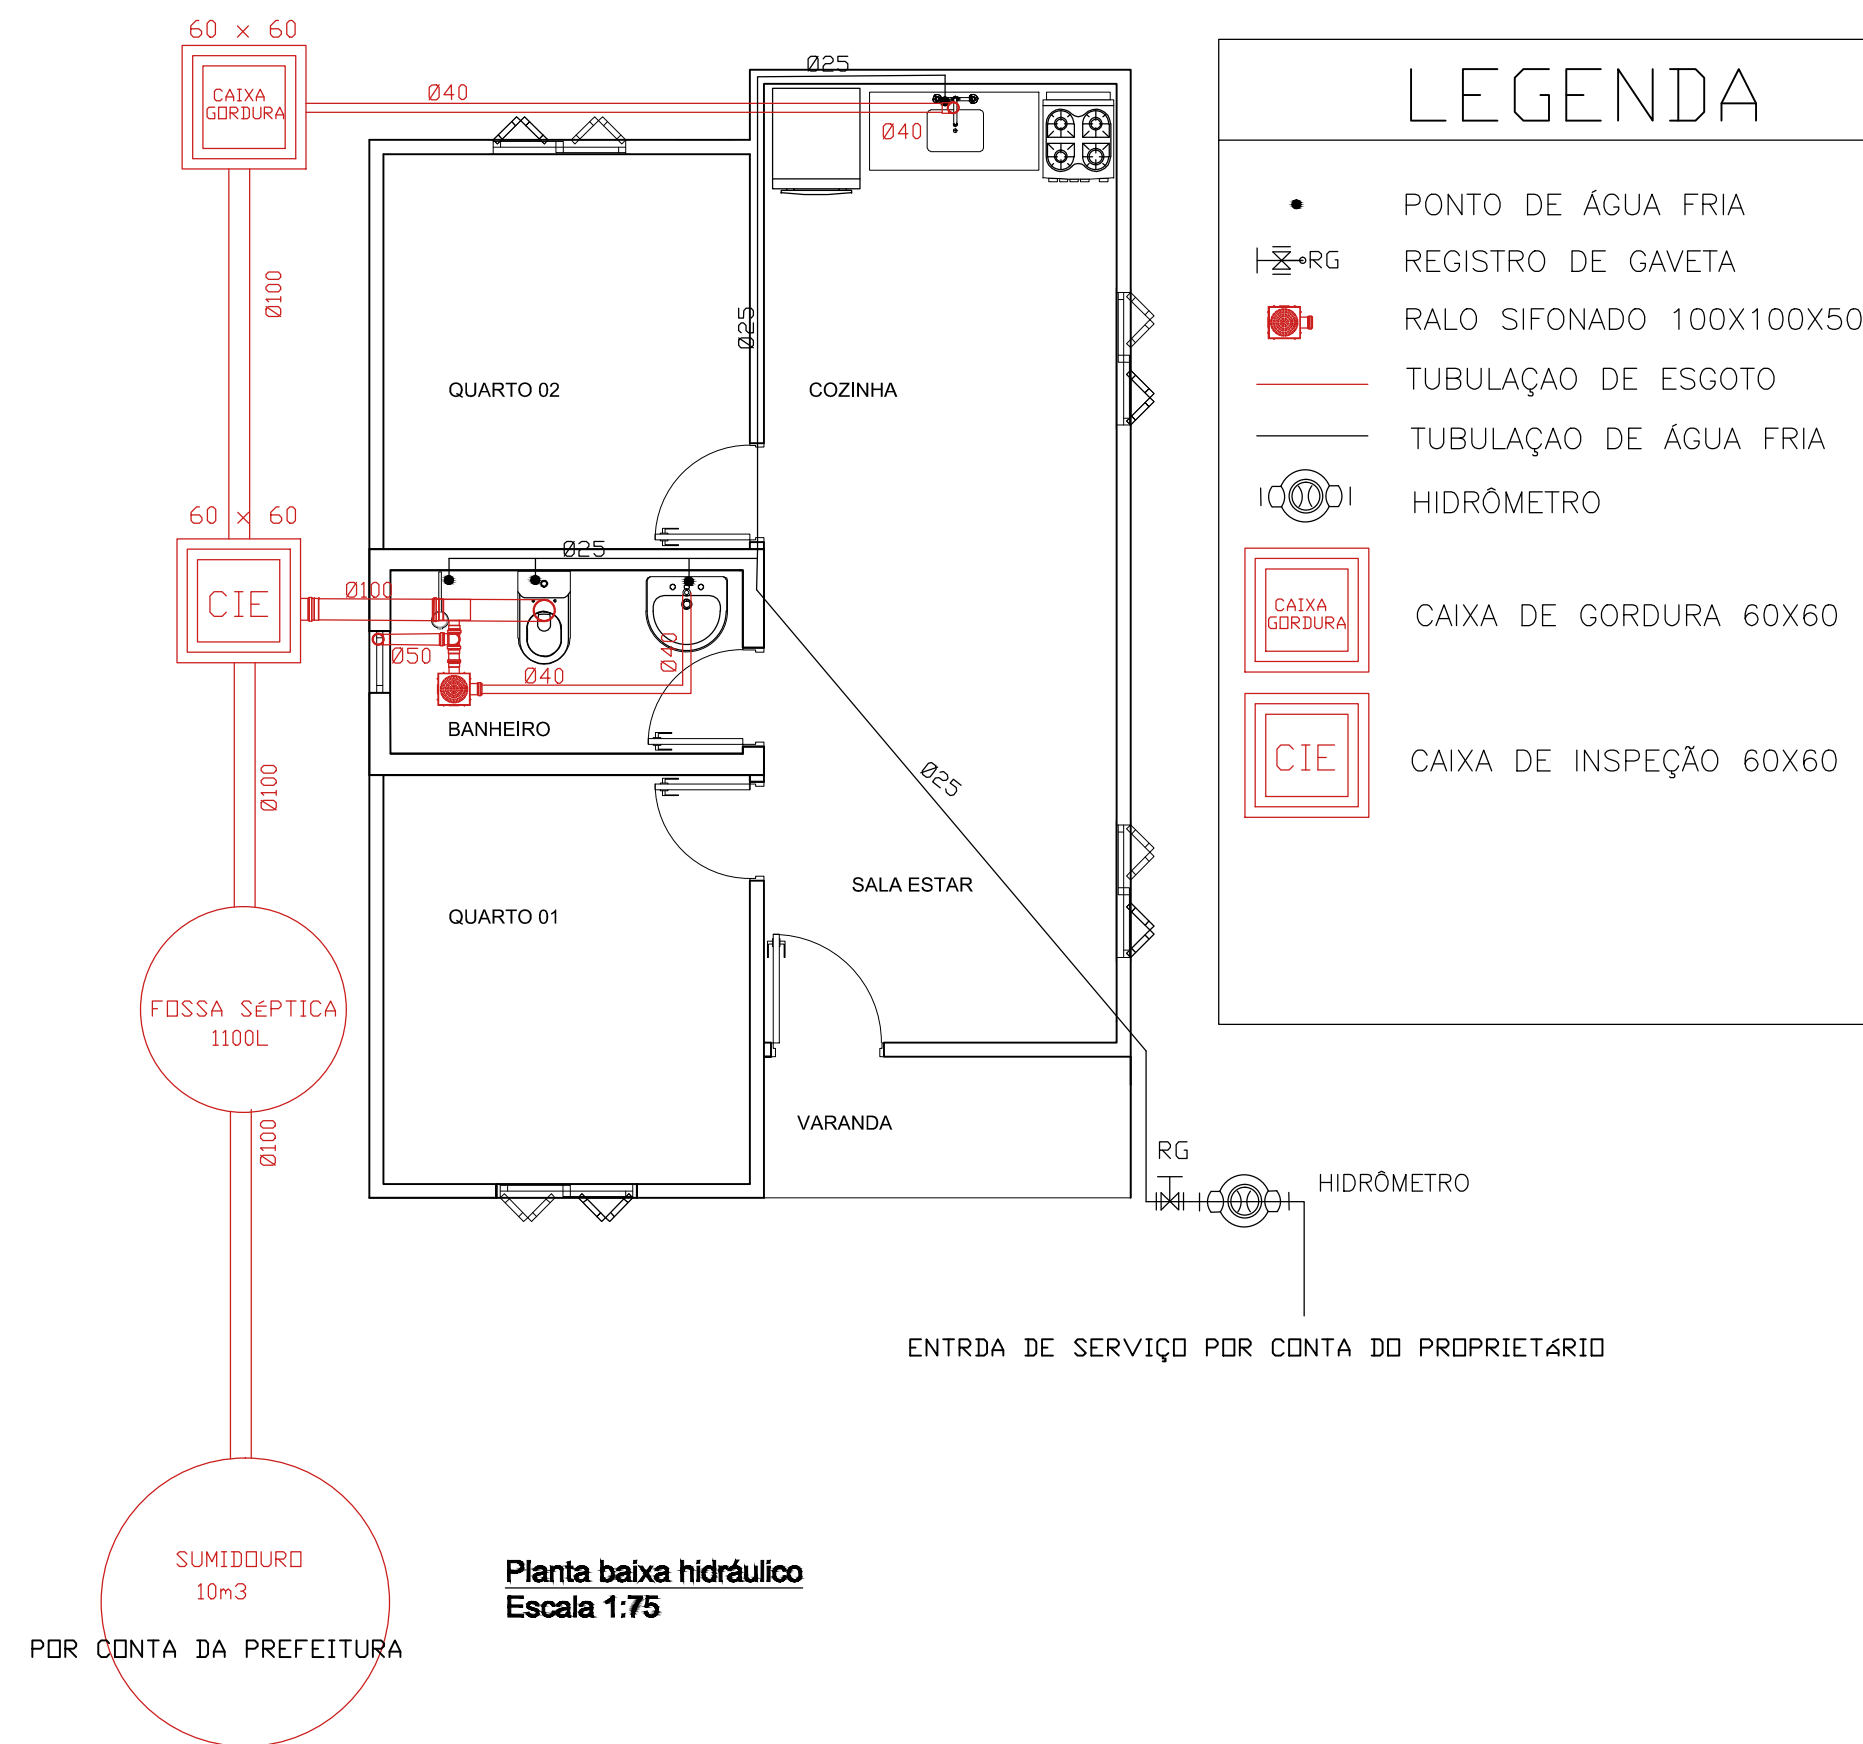 60 x 60
CAIXA
GORDURA
Ø40
Ø25
Ø40
Ø100
Ø25
QUARTO 02
COZINHA
60 x 60
CIE
Ø100
Ø25
Ø50
Ø40
Ø40
BANHEIRO
Ø100
Ø25
SALA ESTAR
QUARTO 01
FOSSA SéPTICA
1100L
Ø100
VARANDA
RG
HIDRÔMETRO
ENTRDA DE SERVIÇO POR CONTA DO PROPRIETáRIO
SUMIDOURO
10m3
POR CONTA DA PREFEITURA
Planta baixa hidráulico
Escala 1:75
LEGENDA
PONTO DE ÁGUA FRIA
RG
REGISTRO DE GAVETA
RALO SIFONADO 100X100X50
TUBULAÇAO DE ESGOTO
TUBULAÇAO DE ÁGUA FRIA
HIDRÔMETRO
CAIXA
GORDURA
CAIXA DE GORDURA 60X60
CIE
CAIXA DE INSPEÇÃO 60X60